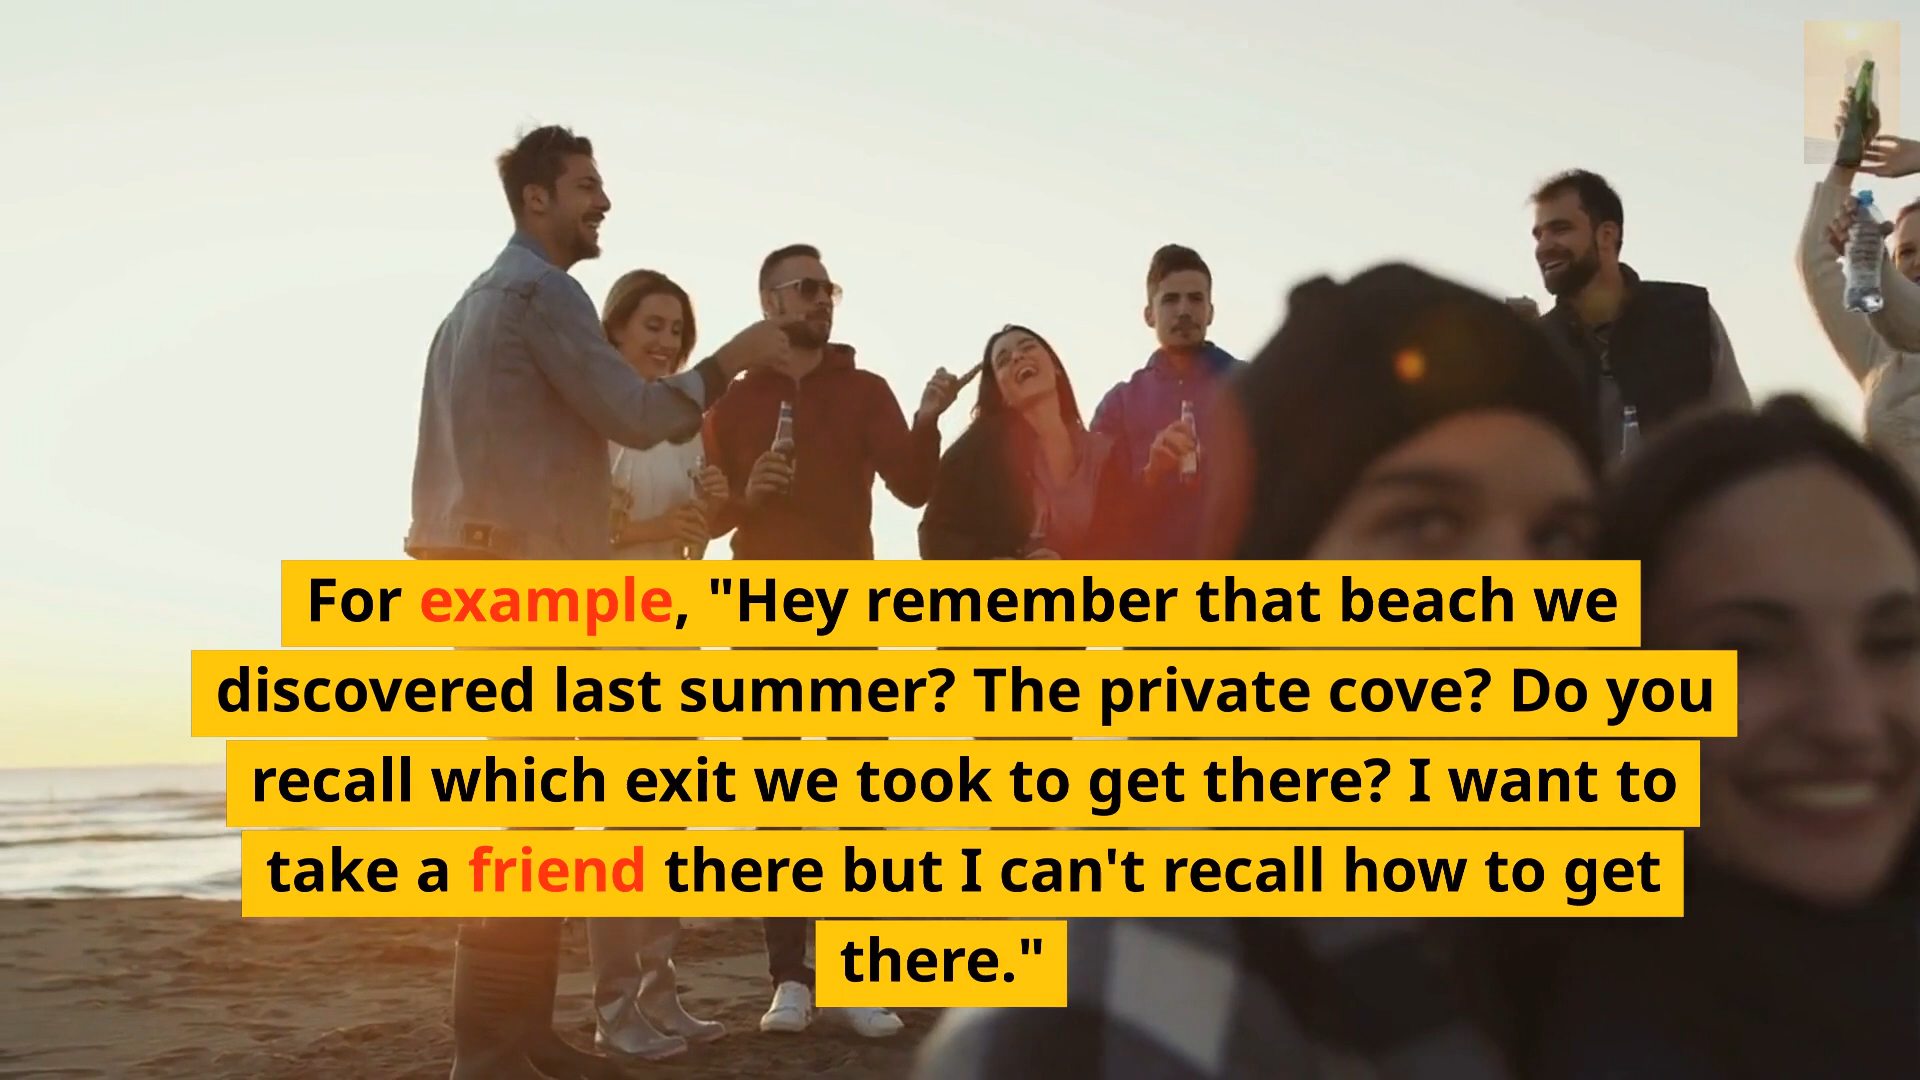 For example, "Hey remember that beach we
discovered last summer? The private cove? Do you
recall which exit we took to get there? I want to
take a friend there but I can't recall how to get
there."